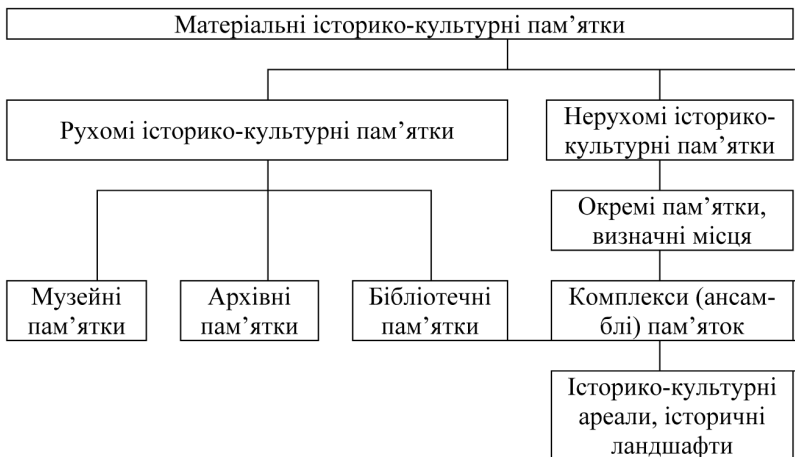 Матеріальні історико-культурні пам’ятки
Рухомі історико-культурні пам’ятки
Нерухомі історико-
культурні пам’ятки
Окремі пам’ятки,
визначні місця
Музейні
пам’ятки
Архівні
пам’ятки
Бібліотечні
пам’ятки
Комплекси (ансам-
блі) пам’яток
Історико-культурні
ареали, історичні
ландшафти